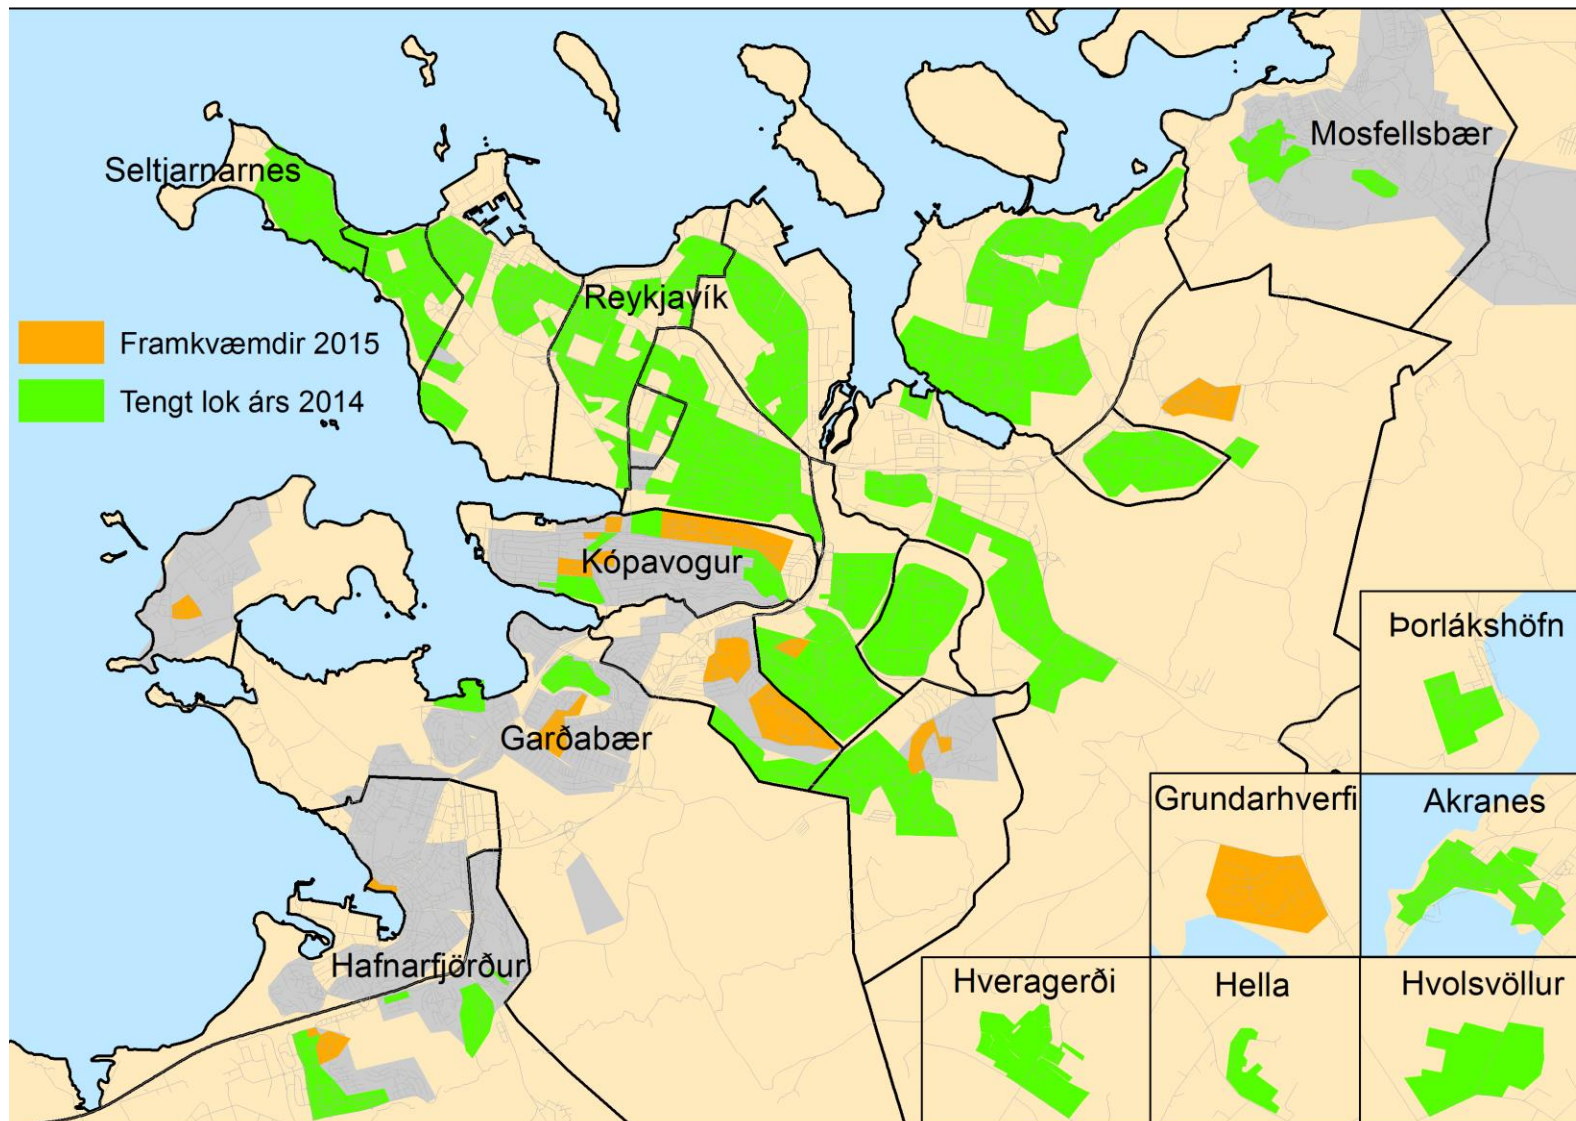 Seltjarnarnes
Mosfellsbær
Reykjavík
Framkvæmdir 2015
Tengt lok árs 2014
Kópavogur
Garðabær
Hafnarfjörður
Þorlákshöfn
Grundarhverfi
Akranes
Hveragerði
Hella
Hvolsvöllur